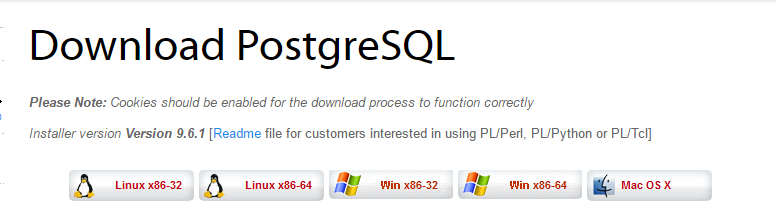 Download PostgreSQL
Please Note: Cookies should be enabled for the download process to function correctly
Installer version Version 9.6.1 [Readme file for customers interested in using PL/Perl, PL/Python or PL/Tcl]
Linux x86-32 Linux x86-64 Win x86-32 Win x86-64 Mac OS X